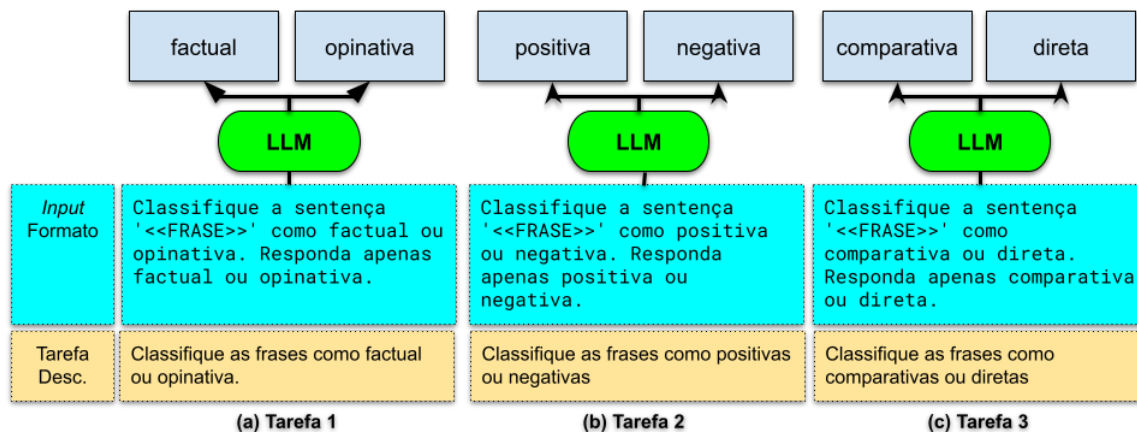 factual
opinativa
positiva
negativa
comparativa
direta
LLM
LLM
LLM
Input
Formato
Classifique a sentença
'<<FRASE>>' como factual ou
opinativa. Responda apenas
factual ou opinativa.
Classifique a sentença
'<<FRASE>>' como positiva
ou negativa. Responda
apenas positiva ou
negativa.
Classifique a sentença
'<<FRASE>>' como
comparativa ou direta.
Responda apenas comparativa
ou direta.
Tarefa
Desc.
Classifique as frases como factual
ou opinativa.
Classifique as frases como positivas
ou negativas
Classifique as frases como
comparativas ou diretas
(a) Tarefa 1
(b) Tarefa 2
(c) Tarefa 3